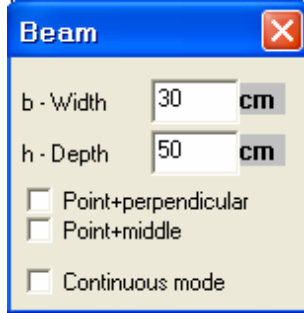 Beam
b - Width 30 cm
h - Depth 50 cm
Point+perpendicular
Point+middle
Continuous mode